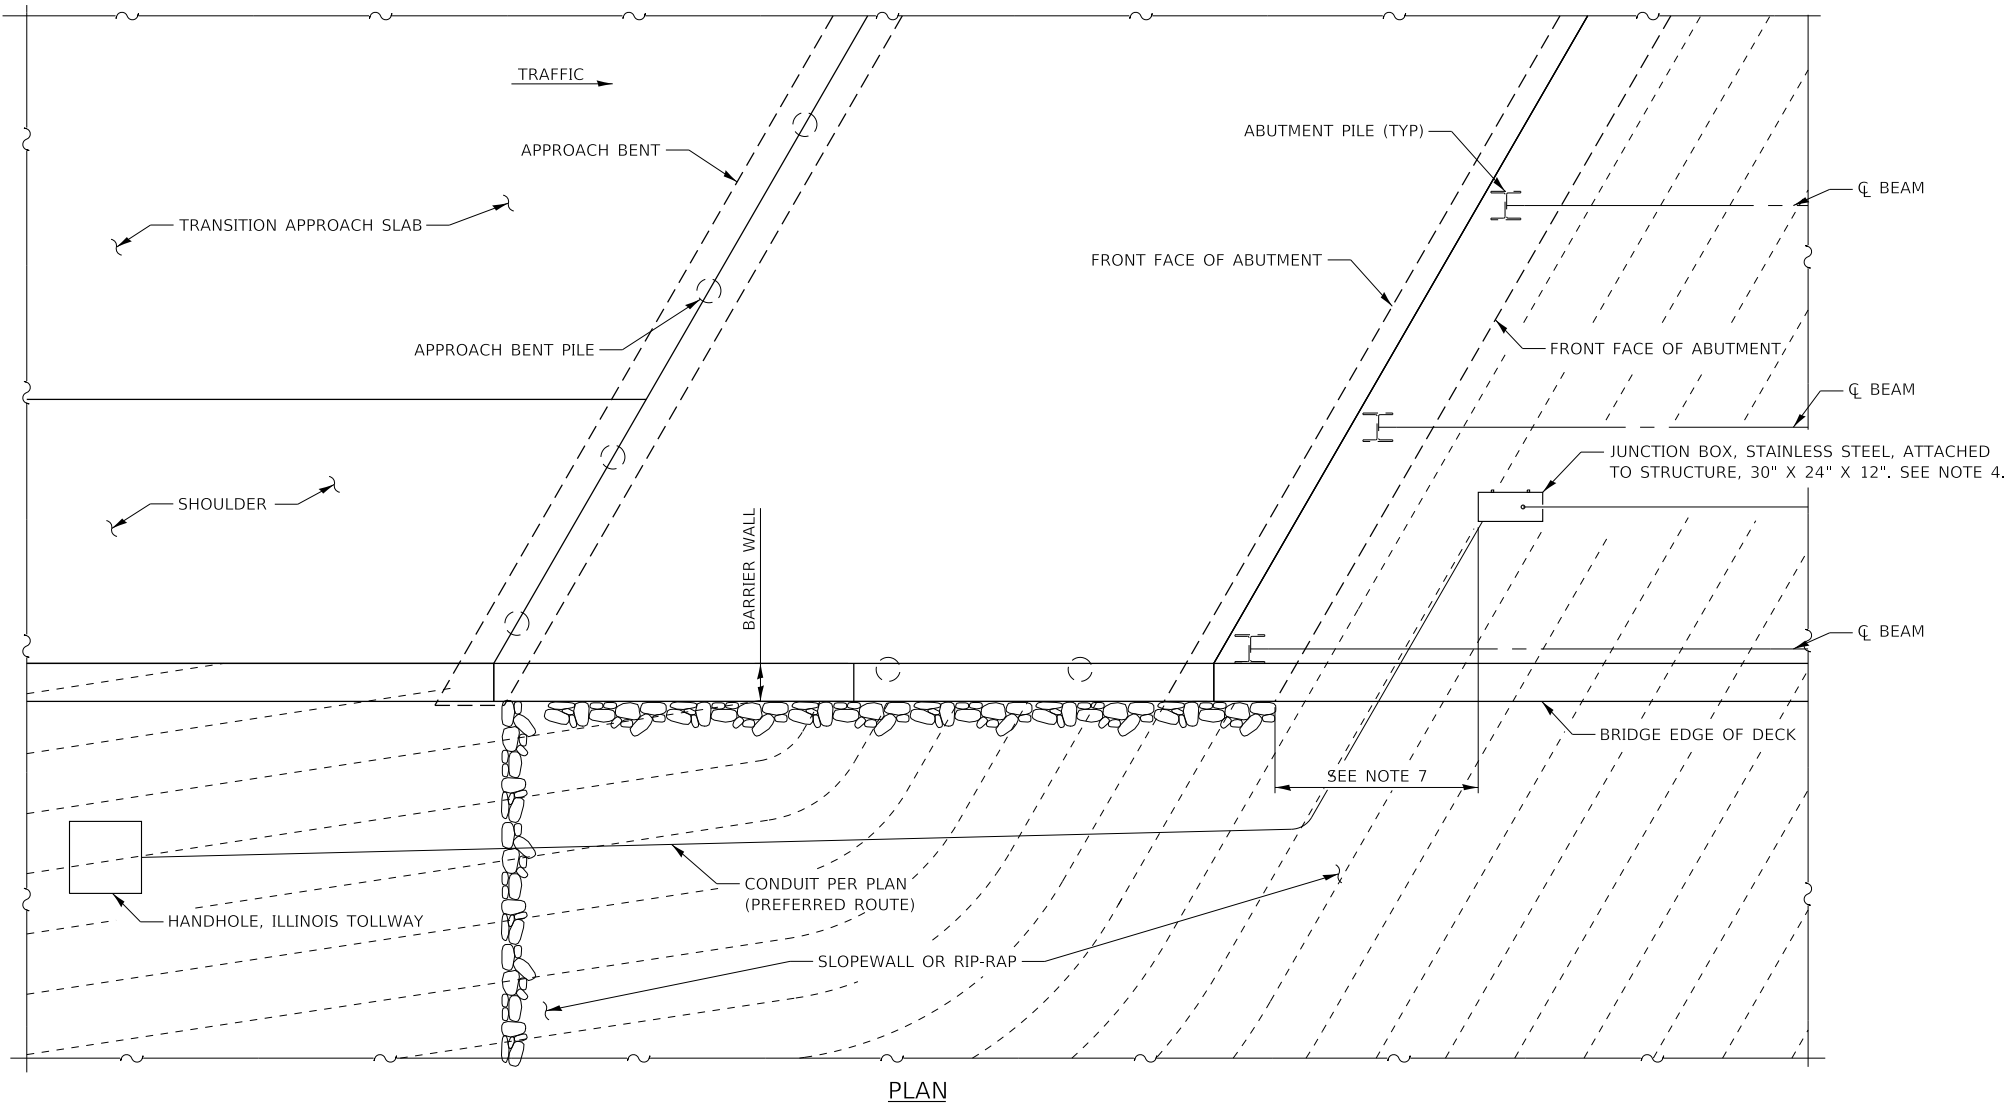 TRAFFIC
ABUTMENT PILE (TYP)
APPROACH BENT
℄ BEAM
TRANSITION APPROACH SLAB
FRONT FACE OF ABUTMENT
APPROACH BENT PILE
FRONT FACE OF ABUTMENT
℄ BEAM
JUNCTION BOX, STAINLESS STEEL, ATTACHED
TO STRUCTURE, 30" X 24" X 12". SEE NOTE 4.
SHOULDER
BARRIER WALL
℄ BEAM
BRIDGE EDGE OF DECK
SEE NOTE 7
CONDUIT PER PLAN
(PREFERRED ROUTE)
HANDHOLE, ILLINOIS TOLLWAY
SLOPEWALL OR RIP-RAP
PLAN